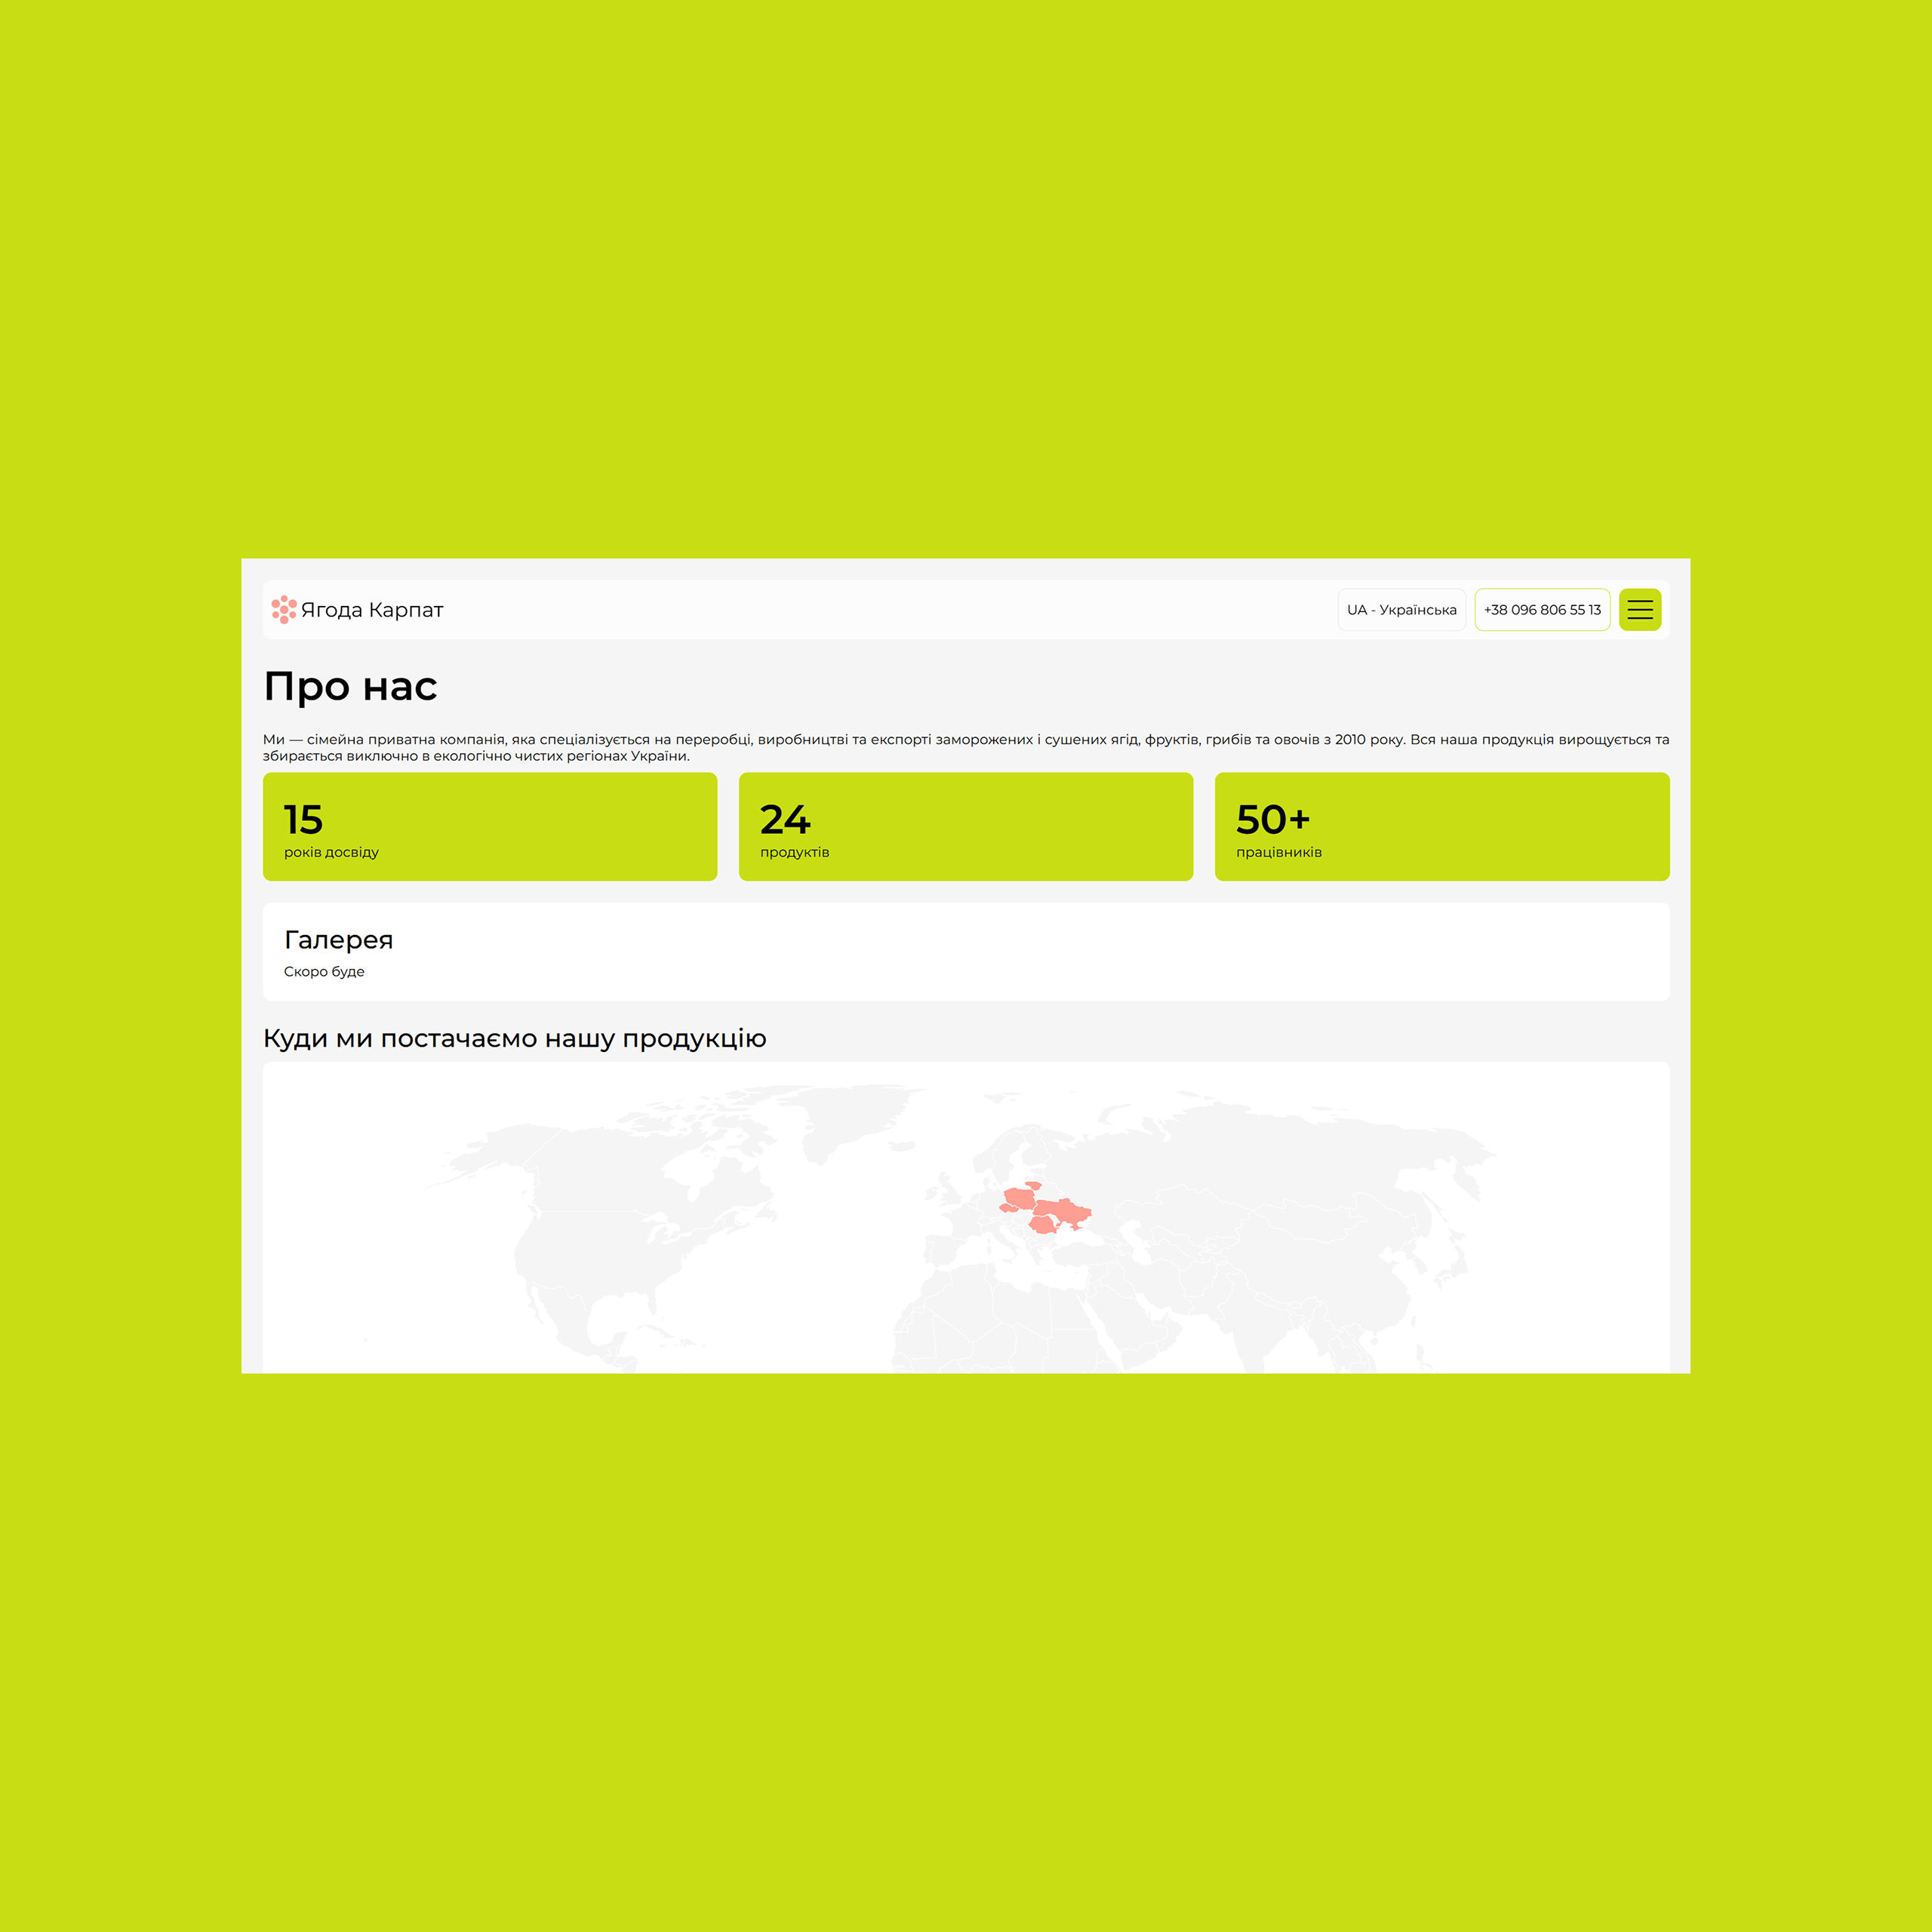 Ягода Карпат
UA - Українська
+38 096 806 55 13
Про нас
Ми — сімейна приватна компанія, яка спеціалізується на переробці, виробництві та експорті заморожених і сушених ягід, фруктів, грибів та овочів з 2010 року. Вся наша продукція вирощується та
збирається виключно в екологічно чистих регіонах України.
15
років досвіду
24
продуктів
50+
працівників
Галерея
Скоро буде
Куди ми постачаємо нашу продукцію